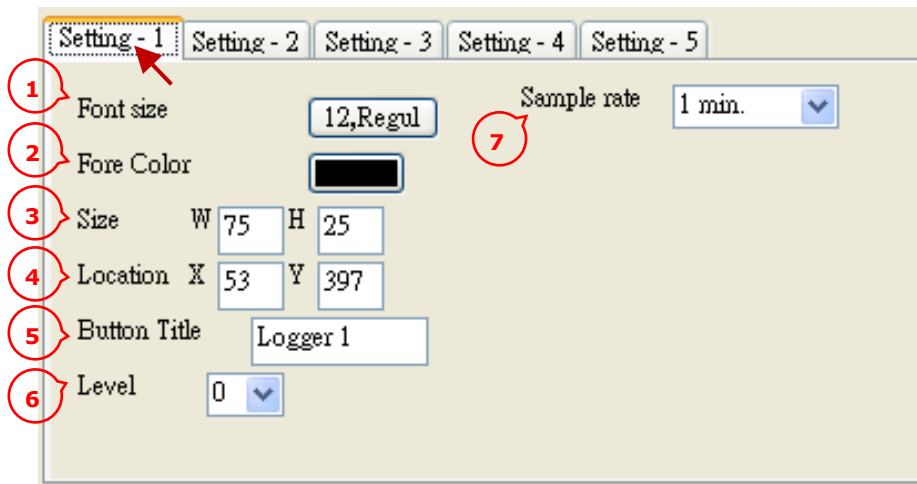 Setting - 1 Setting - 2 Setting - 3 Setting - 4 Setting - 5
1 Font size 12,Regul
7 Sample rate 1 min.
2 Fore Color
3 Size W 75 H 25
4 Location X 53 Y 397
5 Button Title Logger 1
6 Level 0